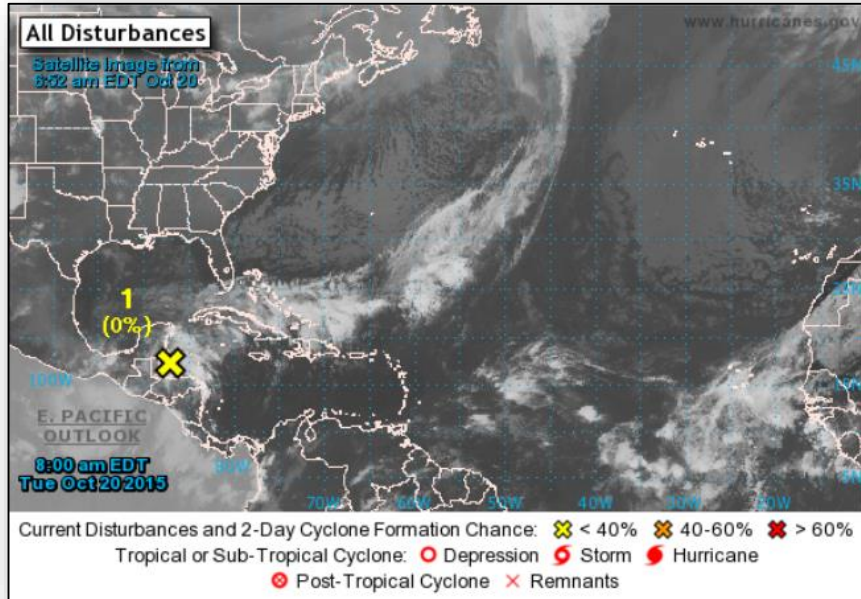 All Disturbances
www.hurricanes.gov
Satellite Image from
6:52 am EDT Oct 20
45N
35N
25N
1
(0%)
100W
15N
E. PACIFIC
OUTLOOK
8:00 am EDT
Tue Oct 20 2015
80W
5N
70W
60W
50W
40W
30W
20W
Current Disturbances and 2-Day Cyclone Formation Chance: < 40% 40-60% > 60%
Tropical or Sub-Tropical Cyclone: Depression Storm Hurricane
Post-Tropical Cyclone Remnants